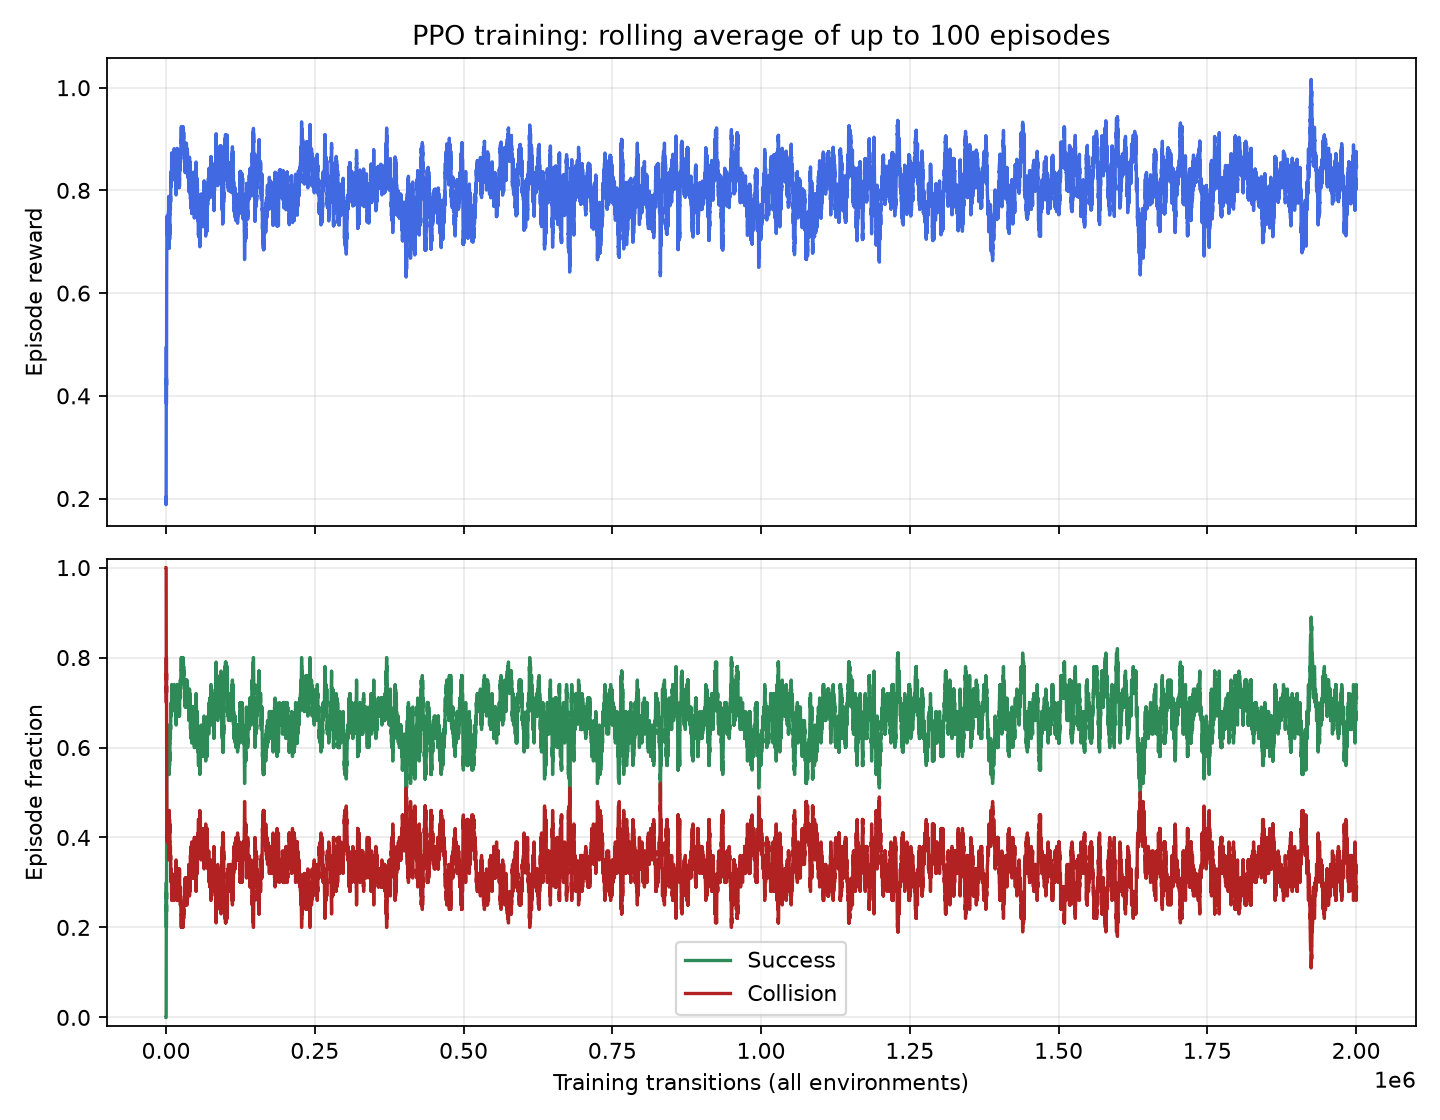 PPO training: rolling average of up to 100 episodes
1.0
0.8
0.6
0.4
0.2
Episode reward
1.0
0.8
0.6
0.4
0.2
0.0
Episode fraction
Success
Collision
0.00 0.25 0.50 0.75 1.00 1.25 1.50 1.75 2.00
1e6
Training transitions (all environments)